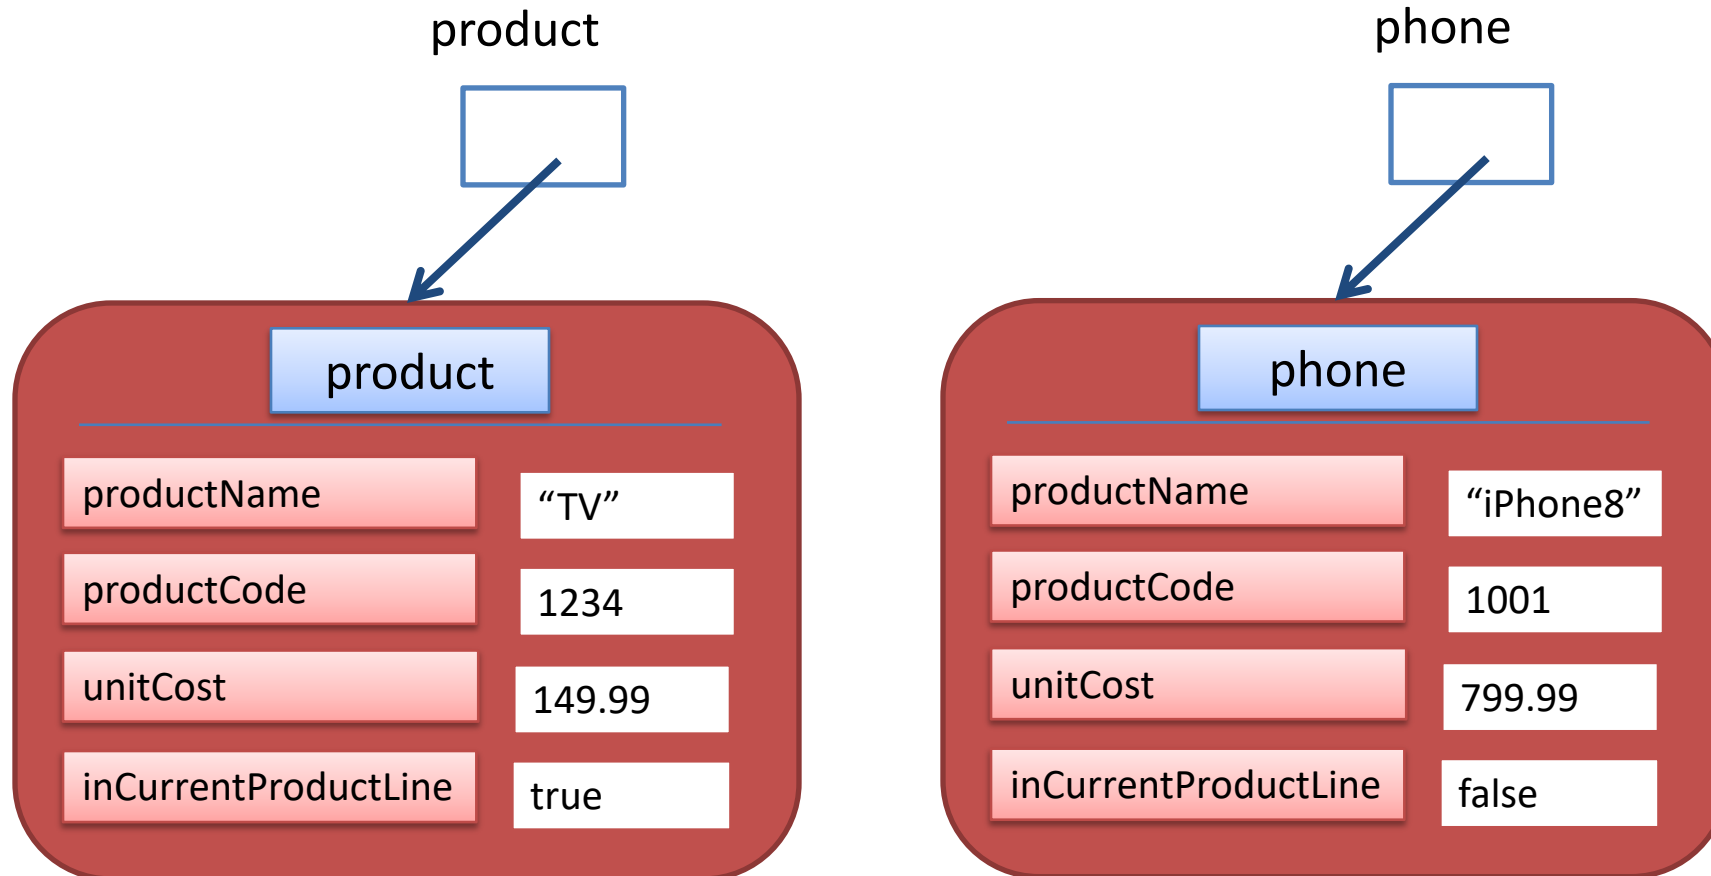 product
product
productName
“TV”
productCode
1234
unitCost
149.99
inCurrentProductLine
true
phone
phone
productName
“iPhone8”
productCode
1001
unitCost
799.99
inCurrentProductLine
false